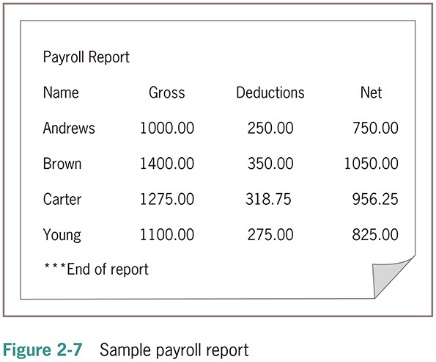 Payroll Report
Name Gross Deductions Net
Andrews 1000.00 250.00 750.00
Brown 1400.00 350.00 1050.00
Carter 1275.00 318.75 956.25
Young 1100.00 275.00 825.00
***End of report
Figure 2-7 Sample payroll report